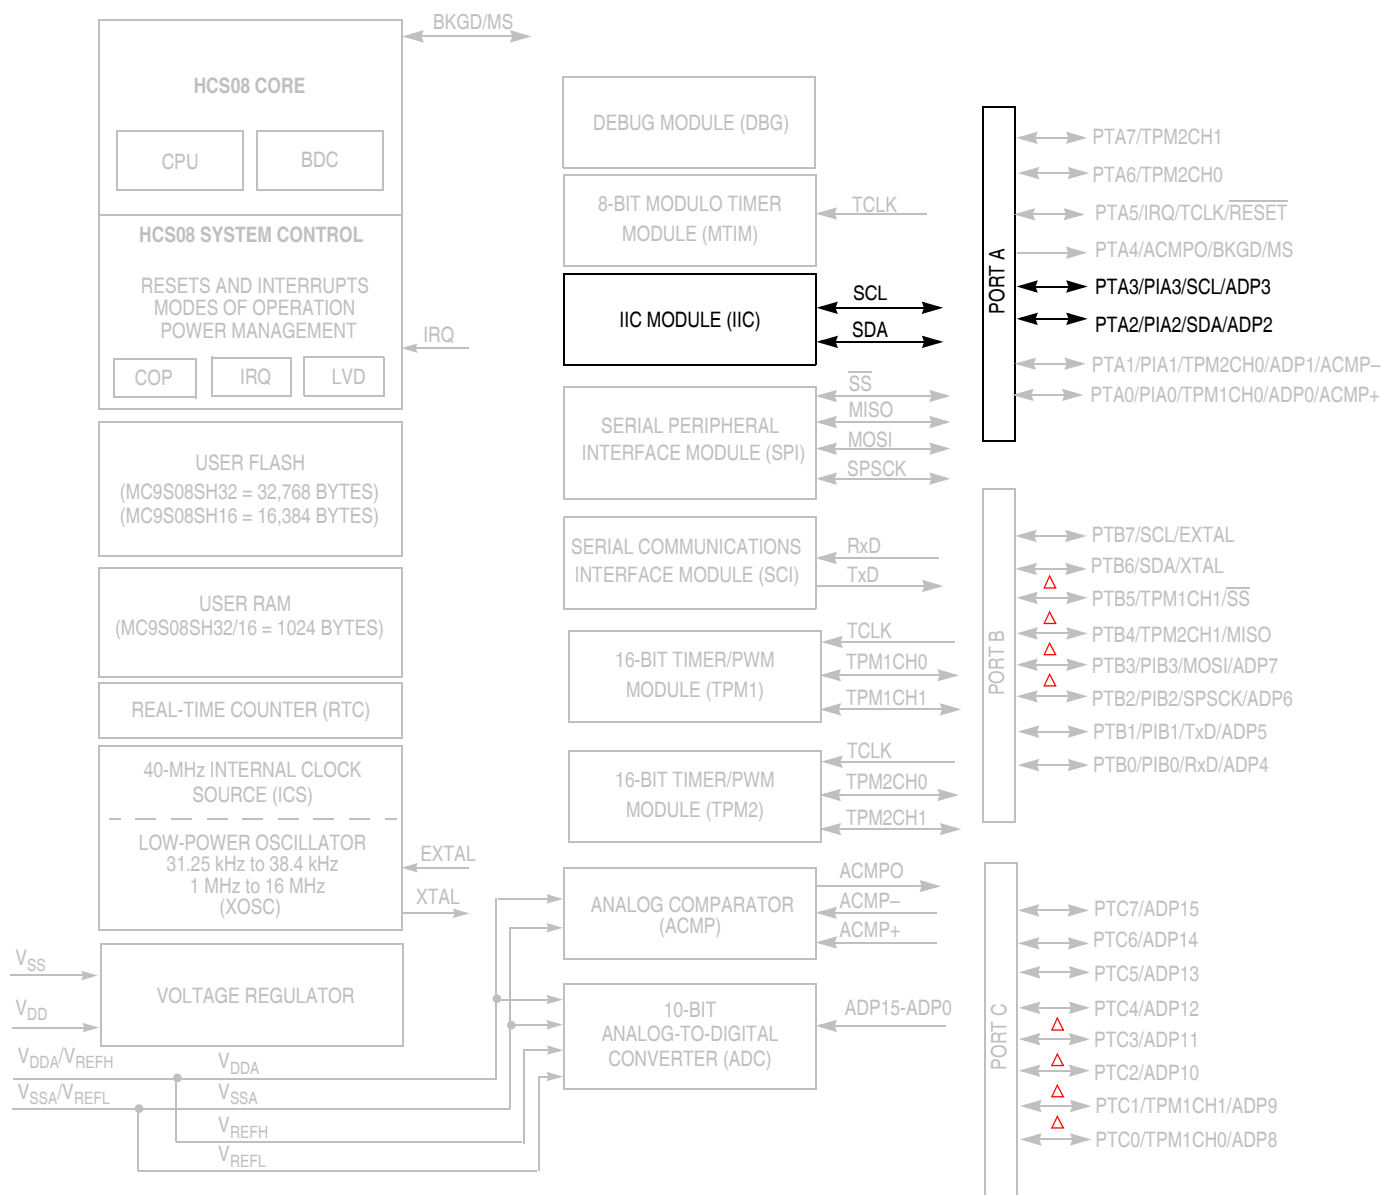 BKGD/MS
HCS08 CORE
CPU
BDC
HCS08 SYSTEM CONTROL
RESETS AND INTERRUPTS
MODES OF OPERATION
POWER MANAGEMENT
IRQ
COP
IRQ
LVD
USER FLASH
(MC9S08SH32 = 32,768 BYTES)
(MC9S08SH16 = 16,384 BYTES)
USER RAM
(MC9S08SH32/16 = 1024 BYTES)
REAL-TIME COUNTER (RTC)
40-MHz INTERNAL CLOCK
SOURCE (ICS)
LOW-POWER OSCILLATOR
31.25 kHz to 38.4 kHz
1 MHz to 16 MHz
(XOSC)
EXTAL
XTAL
VSS
VDD
VOLTAGE REGULATOR
VDDA/VREFH
VSSA/VREFL
VDDA
VSSA
VREFH
VREFL
DEBUG MODULE (DBG)
8-BIT MODULO TIMER
MODULE (MTIM)
TCLK
IIC MODULE (IIC)
SCL
SDA
SERIAL PERIPHERAL
INTERFACE MODULE (SPI)
SS
MISO
MOSI
SPSCK
SERIAL COMMUNICATIONS
INTERFACE MODULE (SCI)
RxD
TxD
16-BIT TIMER/PWM
MODULE (TPM1)
TCLK
TPM1CH0
TPM1CH1
16-BIT TIMER/PWM
MODULE (TPM2)
TCLK
TPM2CH0
TPM2CH1
ANALOG COMPARATOR
(ACMP)
ACMPO
ACMP–
ACMP+
10-BIT
ANALOG-TO-DIGITAL
CONVERTER (ADC)
ADP15-ADP0
PORT A
PTA7/TPM2CH1
PTA6/TPM2CH0
PTA5/IRQ/TCLK/RESET
PTA4/ACMPO/BKGD/MS
PTA3/PIA3/SCL/ADP3
PTA2/PIA2/SDA/ADP2
PTA1/PIA1/TPM2CH0/ADP1/ACMP–
PTA0/PIA0/TPM1CH0/ADP0/ACMP+
PORT B
PTB7/SCL/EXTAL
PTB6/SDA/XTAL
PTB5/TPM1CH1/SS
PTB4/TPM2CH1/MISO
PTB3/PIB3/MOSI/ADP7
PTB2/PIB2/SPSCK/ADP6
PTB1/PIB1/TxD/ADP5
PTB0/PIB0/RxD/ADP4
PORT C
PTC7/ADP15
PTC6/ADP14
PTC5/ADP13
PTC4/ADP12
PTC3/ADP11
PTC2/ADP10
PTC1/TPM1CH1/ADP9
PTC0/TPM1CH0/ADP8